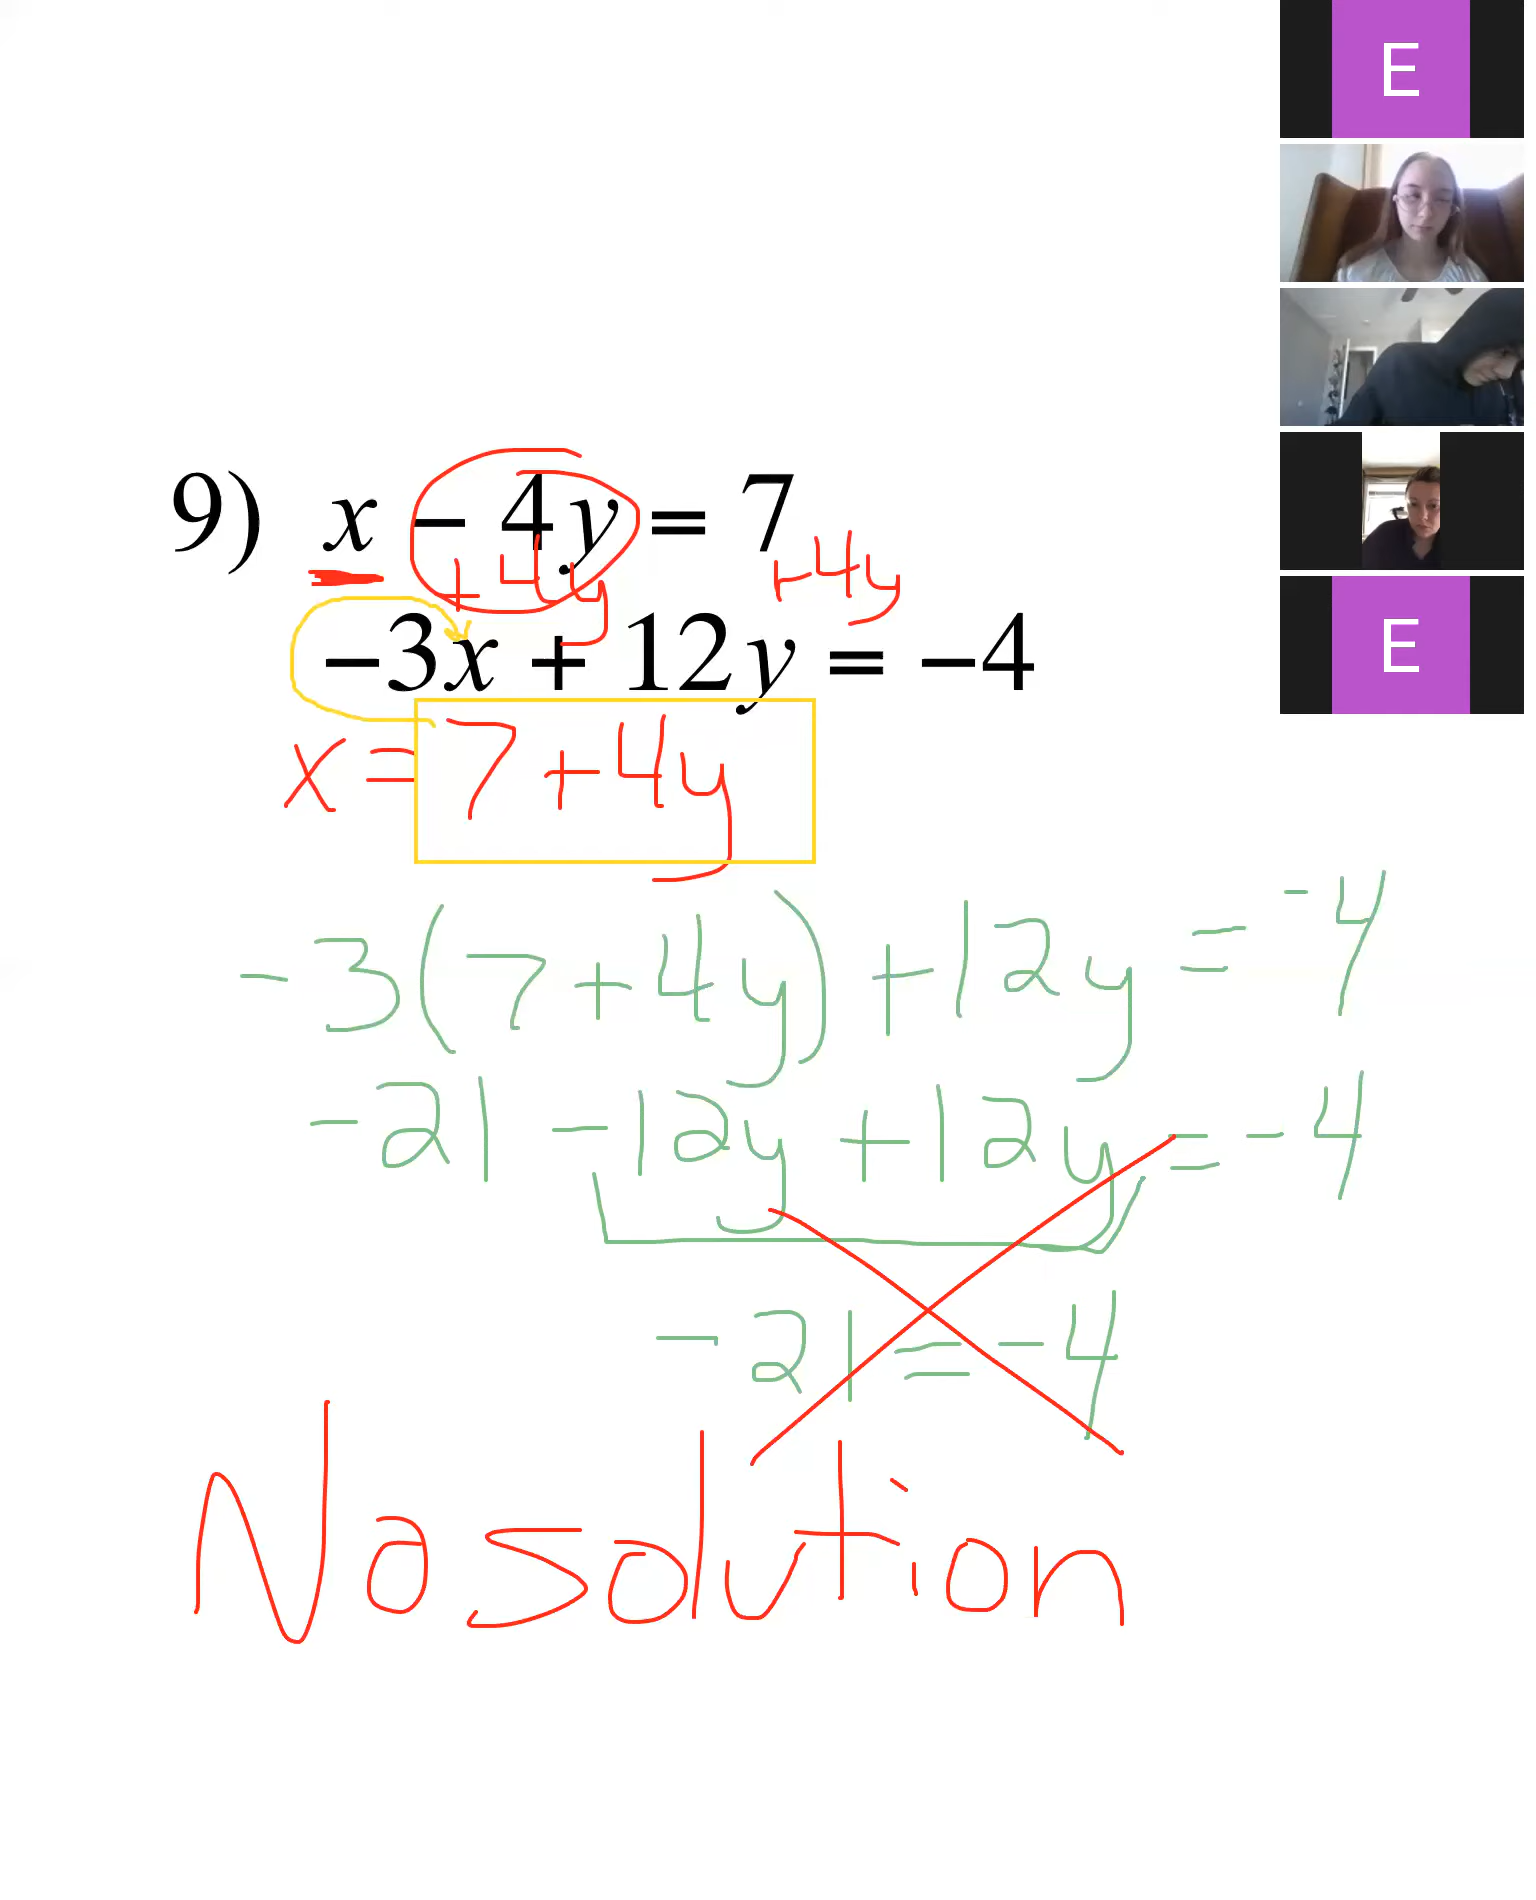 E
9) x − 4y = 7
+4y +4y
−3x + 12y = −4
E
x = 7+4y
-3(7+4y)+12y = -4
-21 -12y +12y = -4
-21 = -4
No solution